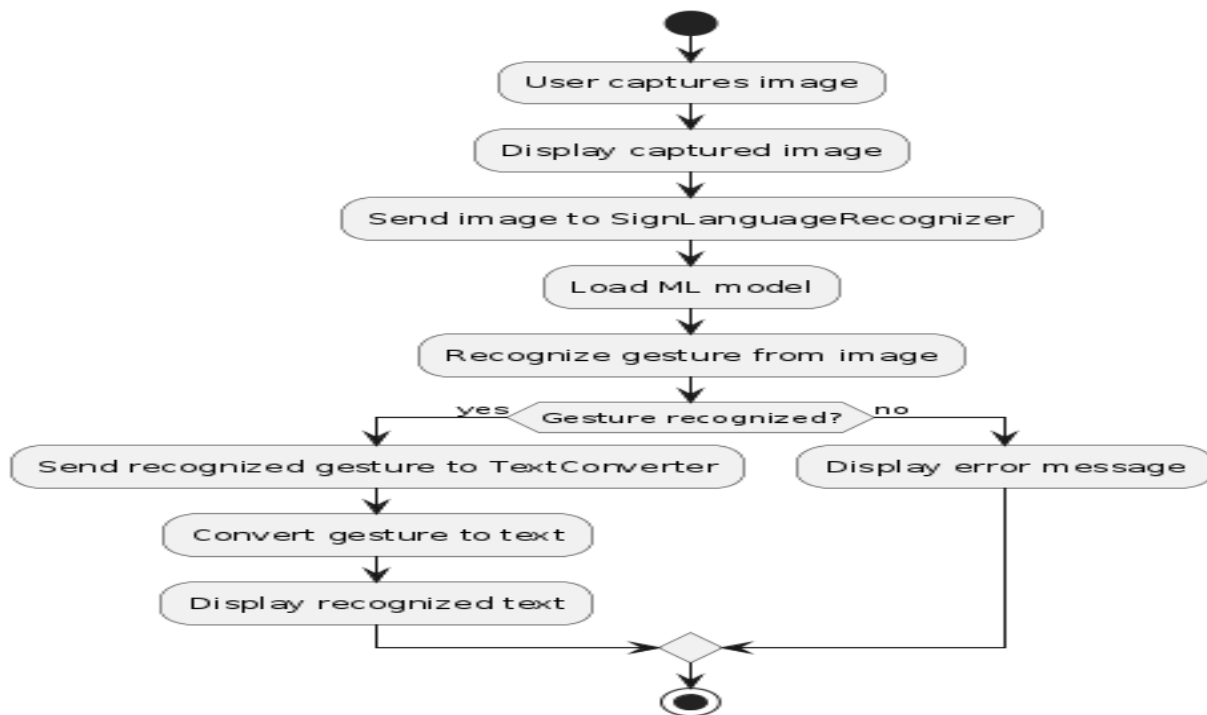 User captures image
Display captured image
Send image to SignLanguageRecognizer
Load ML model
Recognize gesture from image
yes
Gesture recognized?
no
Send recognized gesture to TextConverter
Display error message
Convert gesture to text
Display recognized text